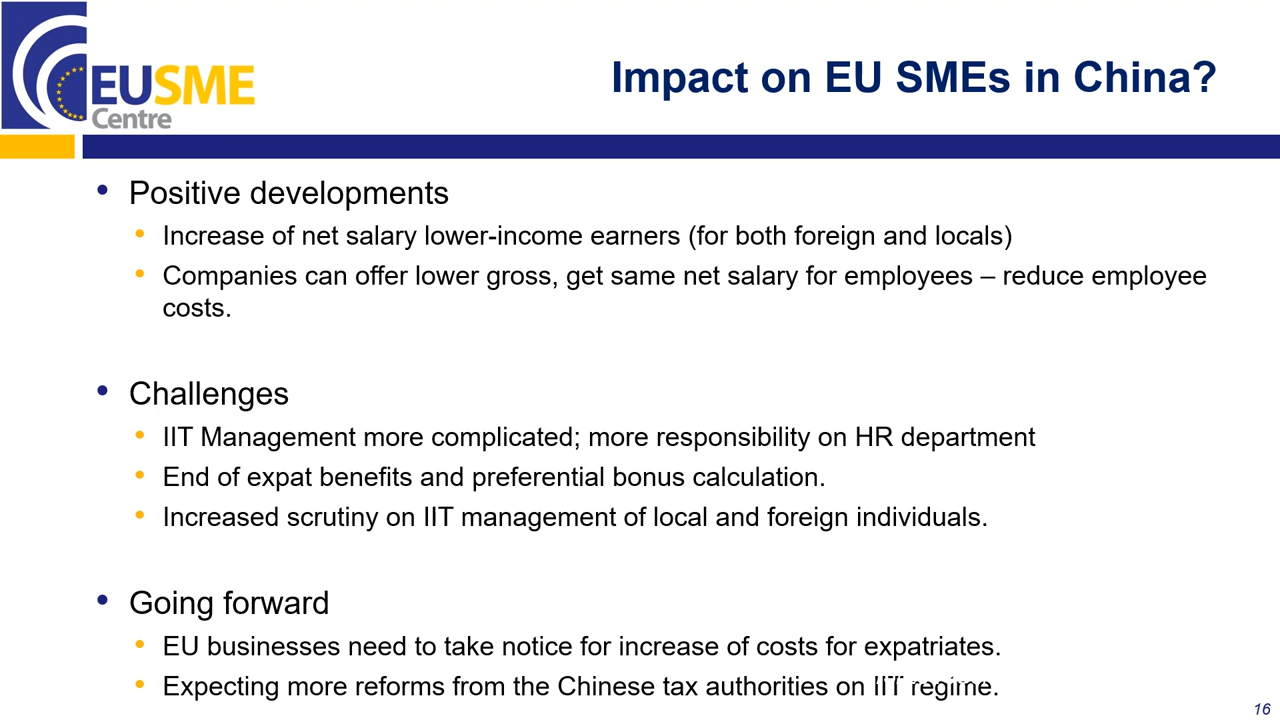 EUSME
Centre
Impact on EU SMEs in China?
• Positive developments
• Increase of net salary lower-income earners (for both foreign and locals)
• Companies can offer lower gross, get same net salary for employees – reduce employee
costs.
• Challenges
• IIT Management more complicated; more responsibility on HR department
• End of expat benefits and preferential bonus calculation.
• Increased scrutiny on IIT management of local and foreign individuals.
• Going forward
• EU businesses need to take notice for increase of costs for expatriates.
• Expecting more reforms from the Chinese tax authorities on IIT regime.
16